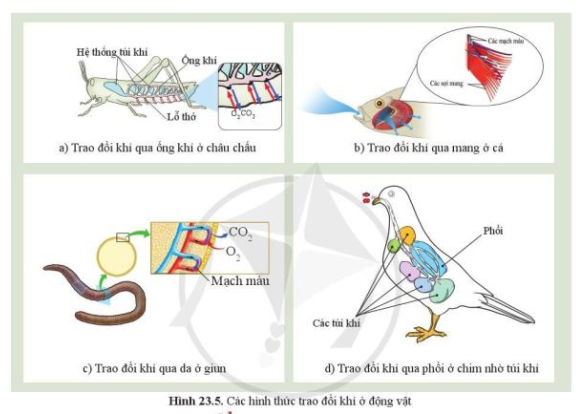 Hệ thống túi khí
Ống khí
Lỗ thở
O2CO2
a) Trao đổi khí qua ống khí ở châu chấu
Các mạch máu
Các sợi mang
b) Trao đổi khí qua mang ở cá
CO2
O2
Mạch máu
c) Trao đổi khí qua da ở giun
Phổi
Các túi khí
d) Trao đổi khí qua phổi ở chim nhờ túi khí
Hình 23.5. Các hình thức trao đổi khí ở động vật